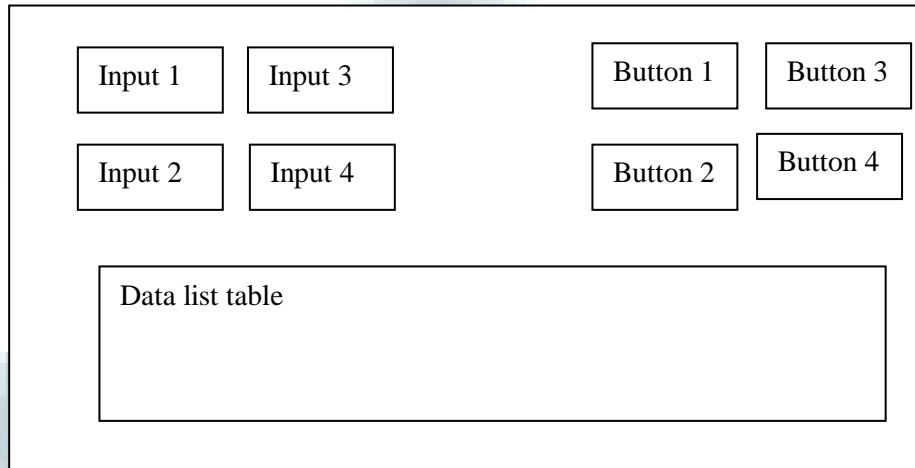 Input 1 Input 3 Button 1 Button 3
Input 2 Input 4 Button 2 Button 4
Data list table